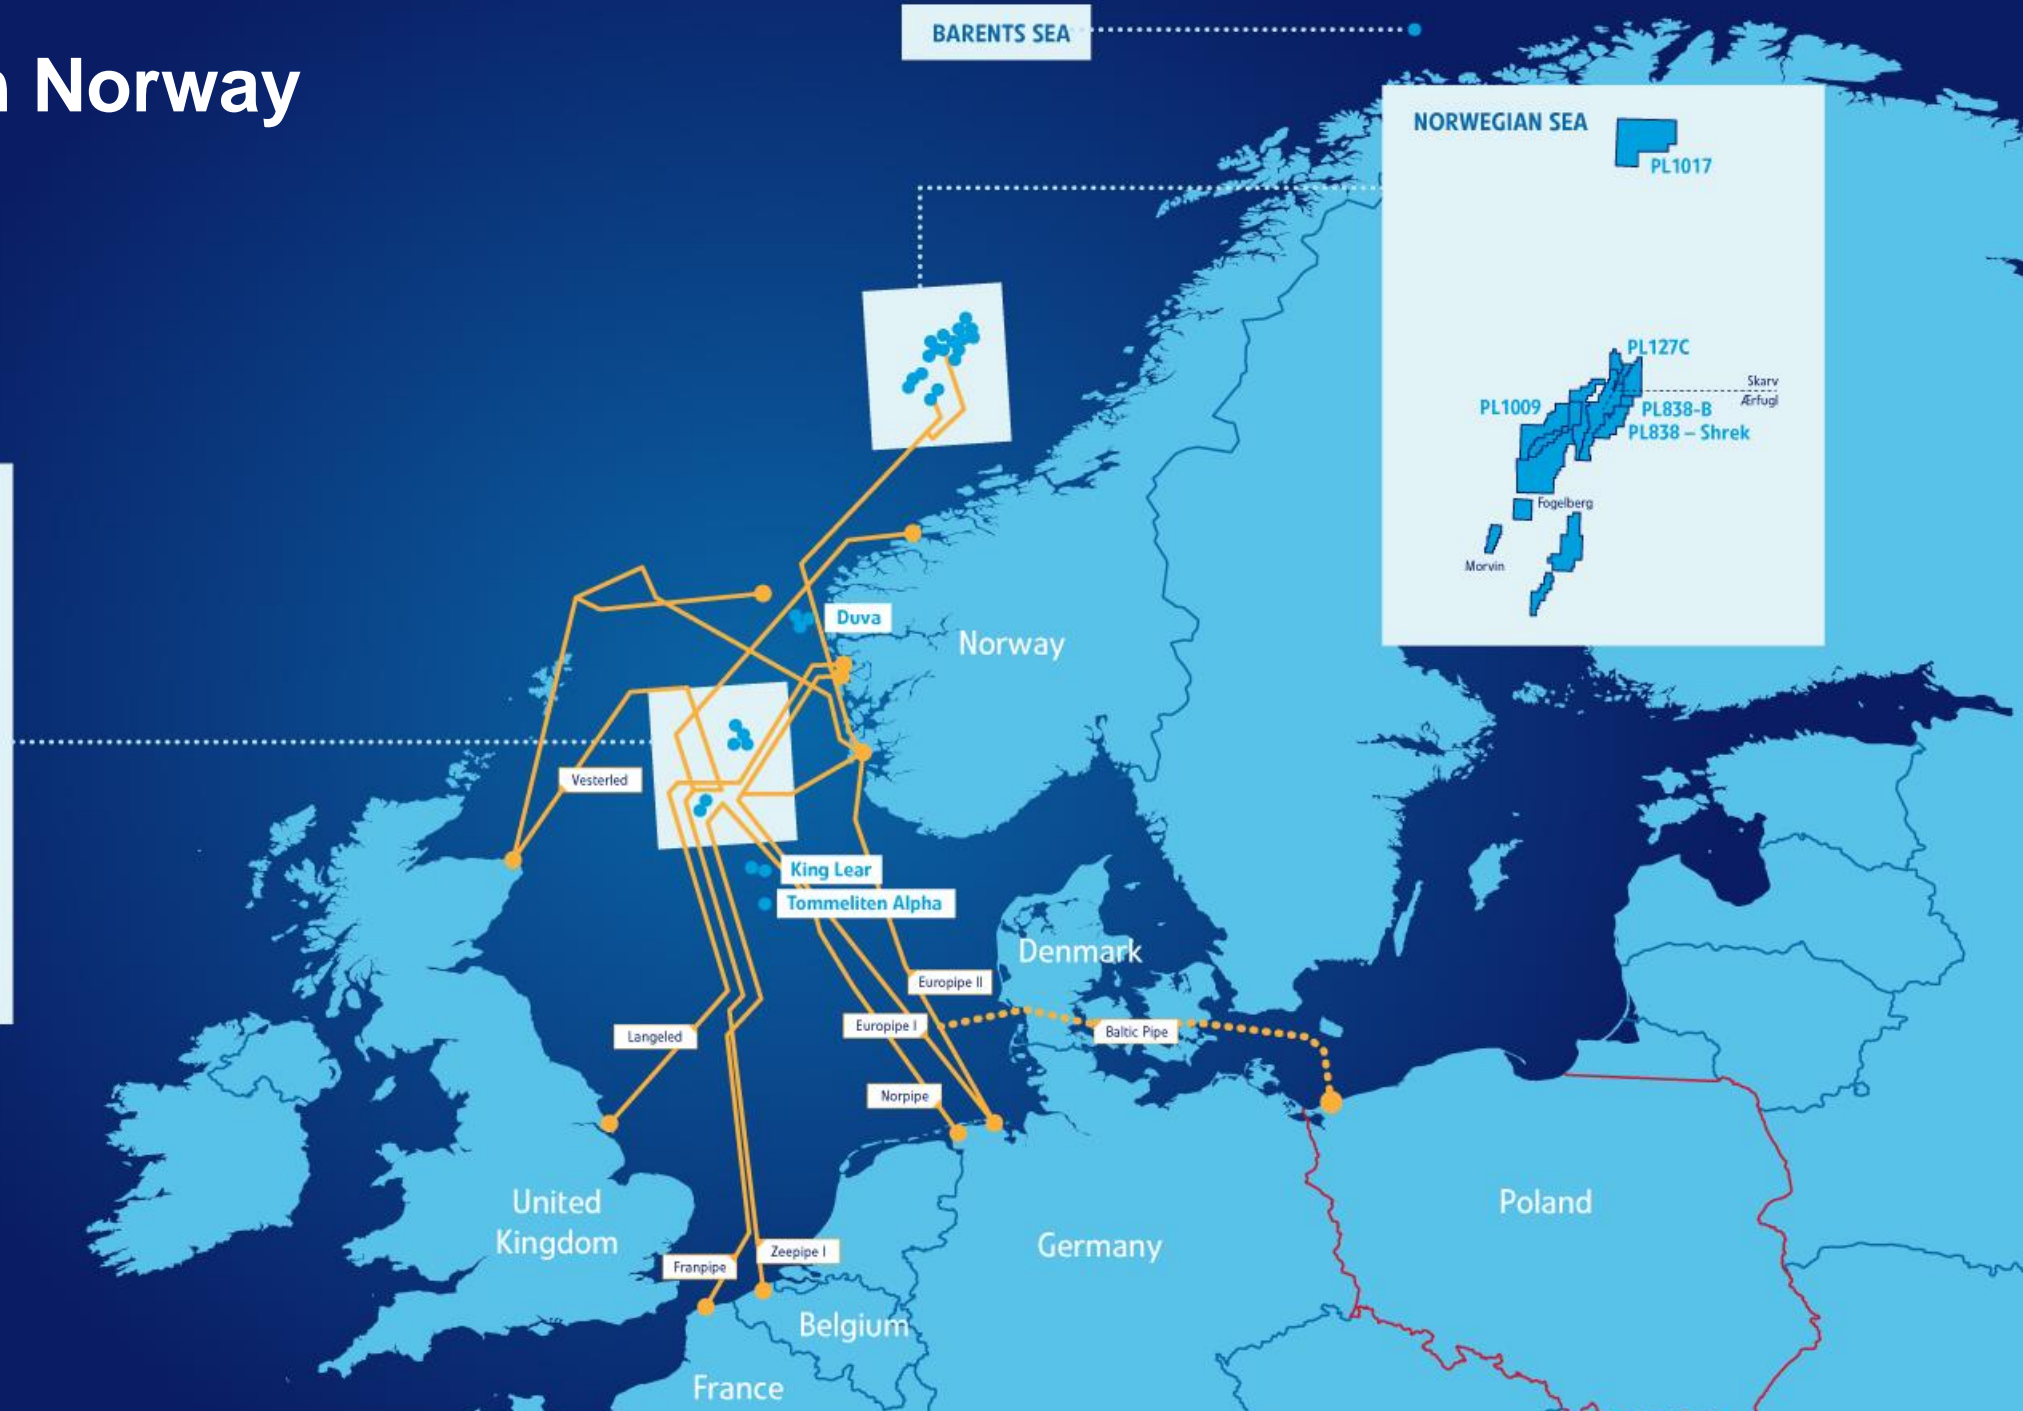 n Norway
BARENTS SEA
NORWEGIAN SEA
PL1017
PL127C
Skarv
Ærfugl
PL1009
PL838-B
PL838 – Shrek
Fogelberg
Morvin
Duva
Norway
Vesterled
King Lear
Tommeliten Alpha
Denmark
Europipe II
Europipe I
Baltic Pipe
Langeled
Norpipe
United
Kingdom
Poland
Germany
Zeepipe I
Franpipe
Belgium
France